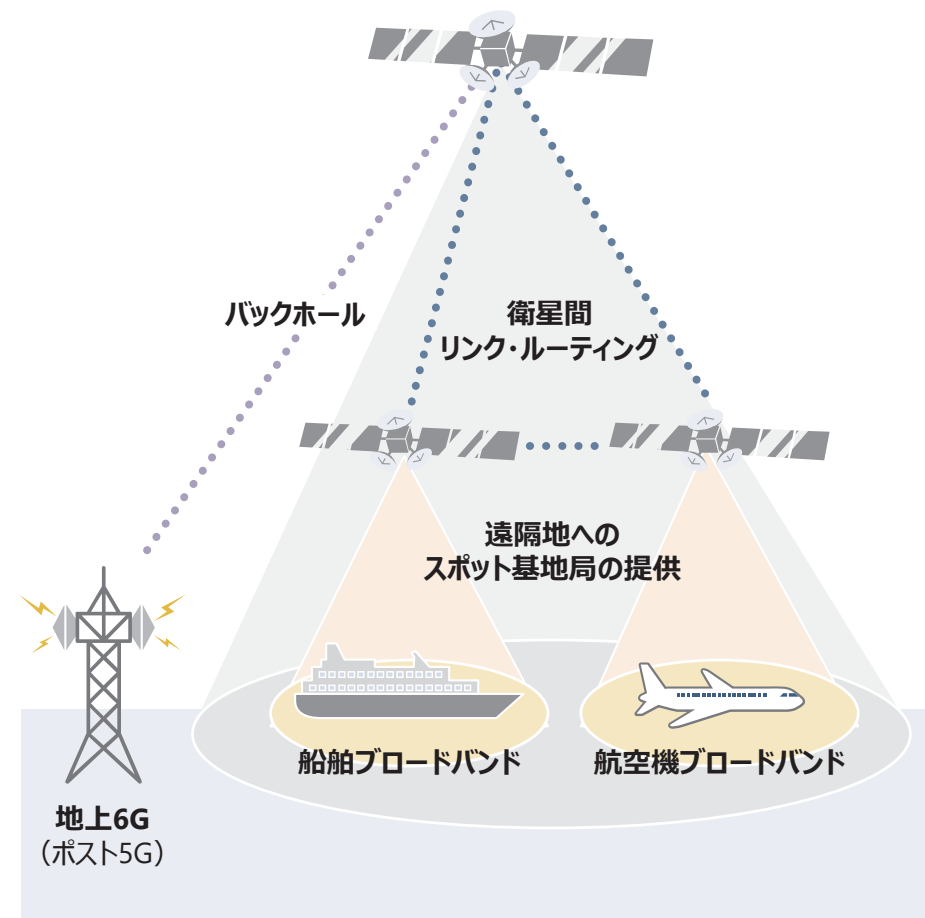 バックホール
衛星間
リンク・ルーティング
遠隔地への
スポット基地局の提供
船舶ブロードバンド
航空機ブロードバンド
地上6G
（ポスト5G）